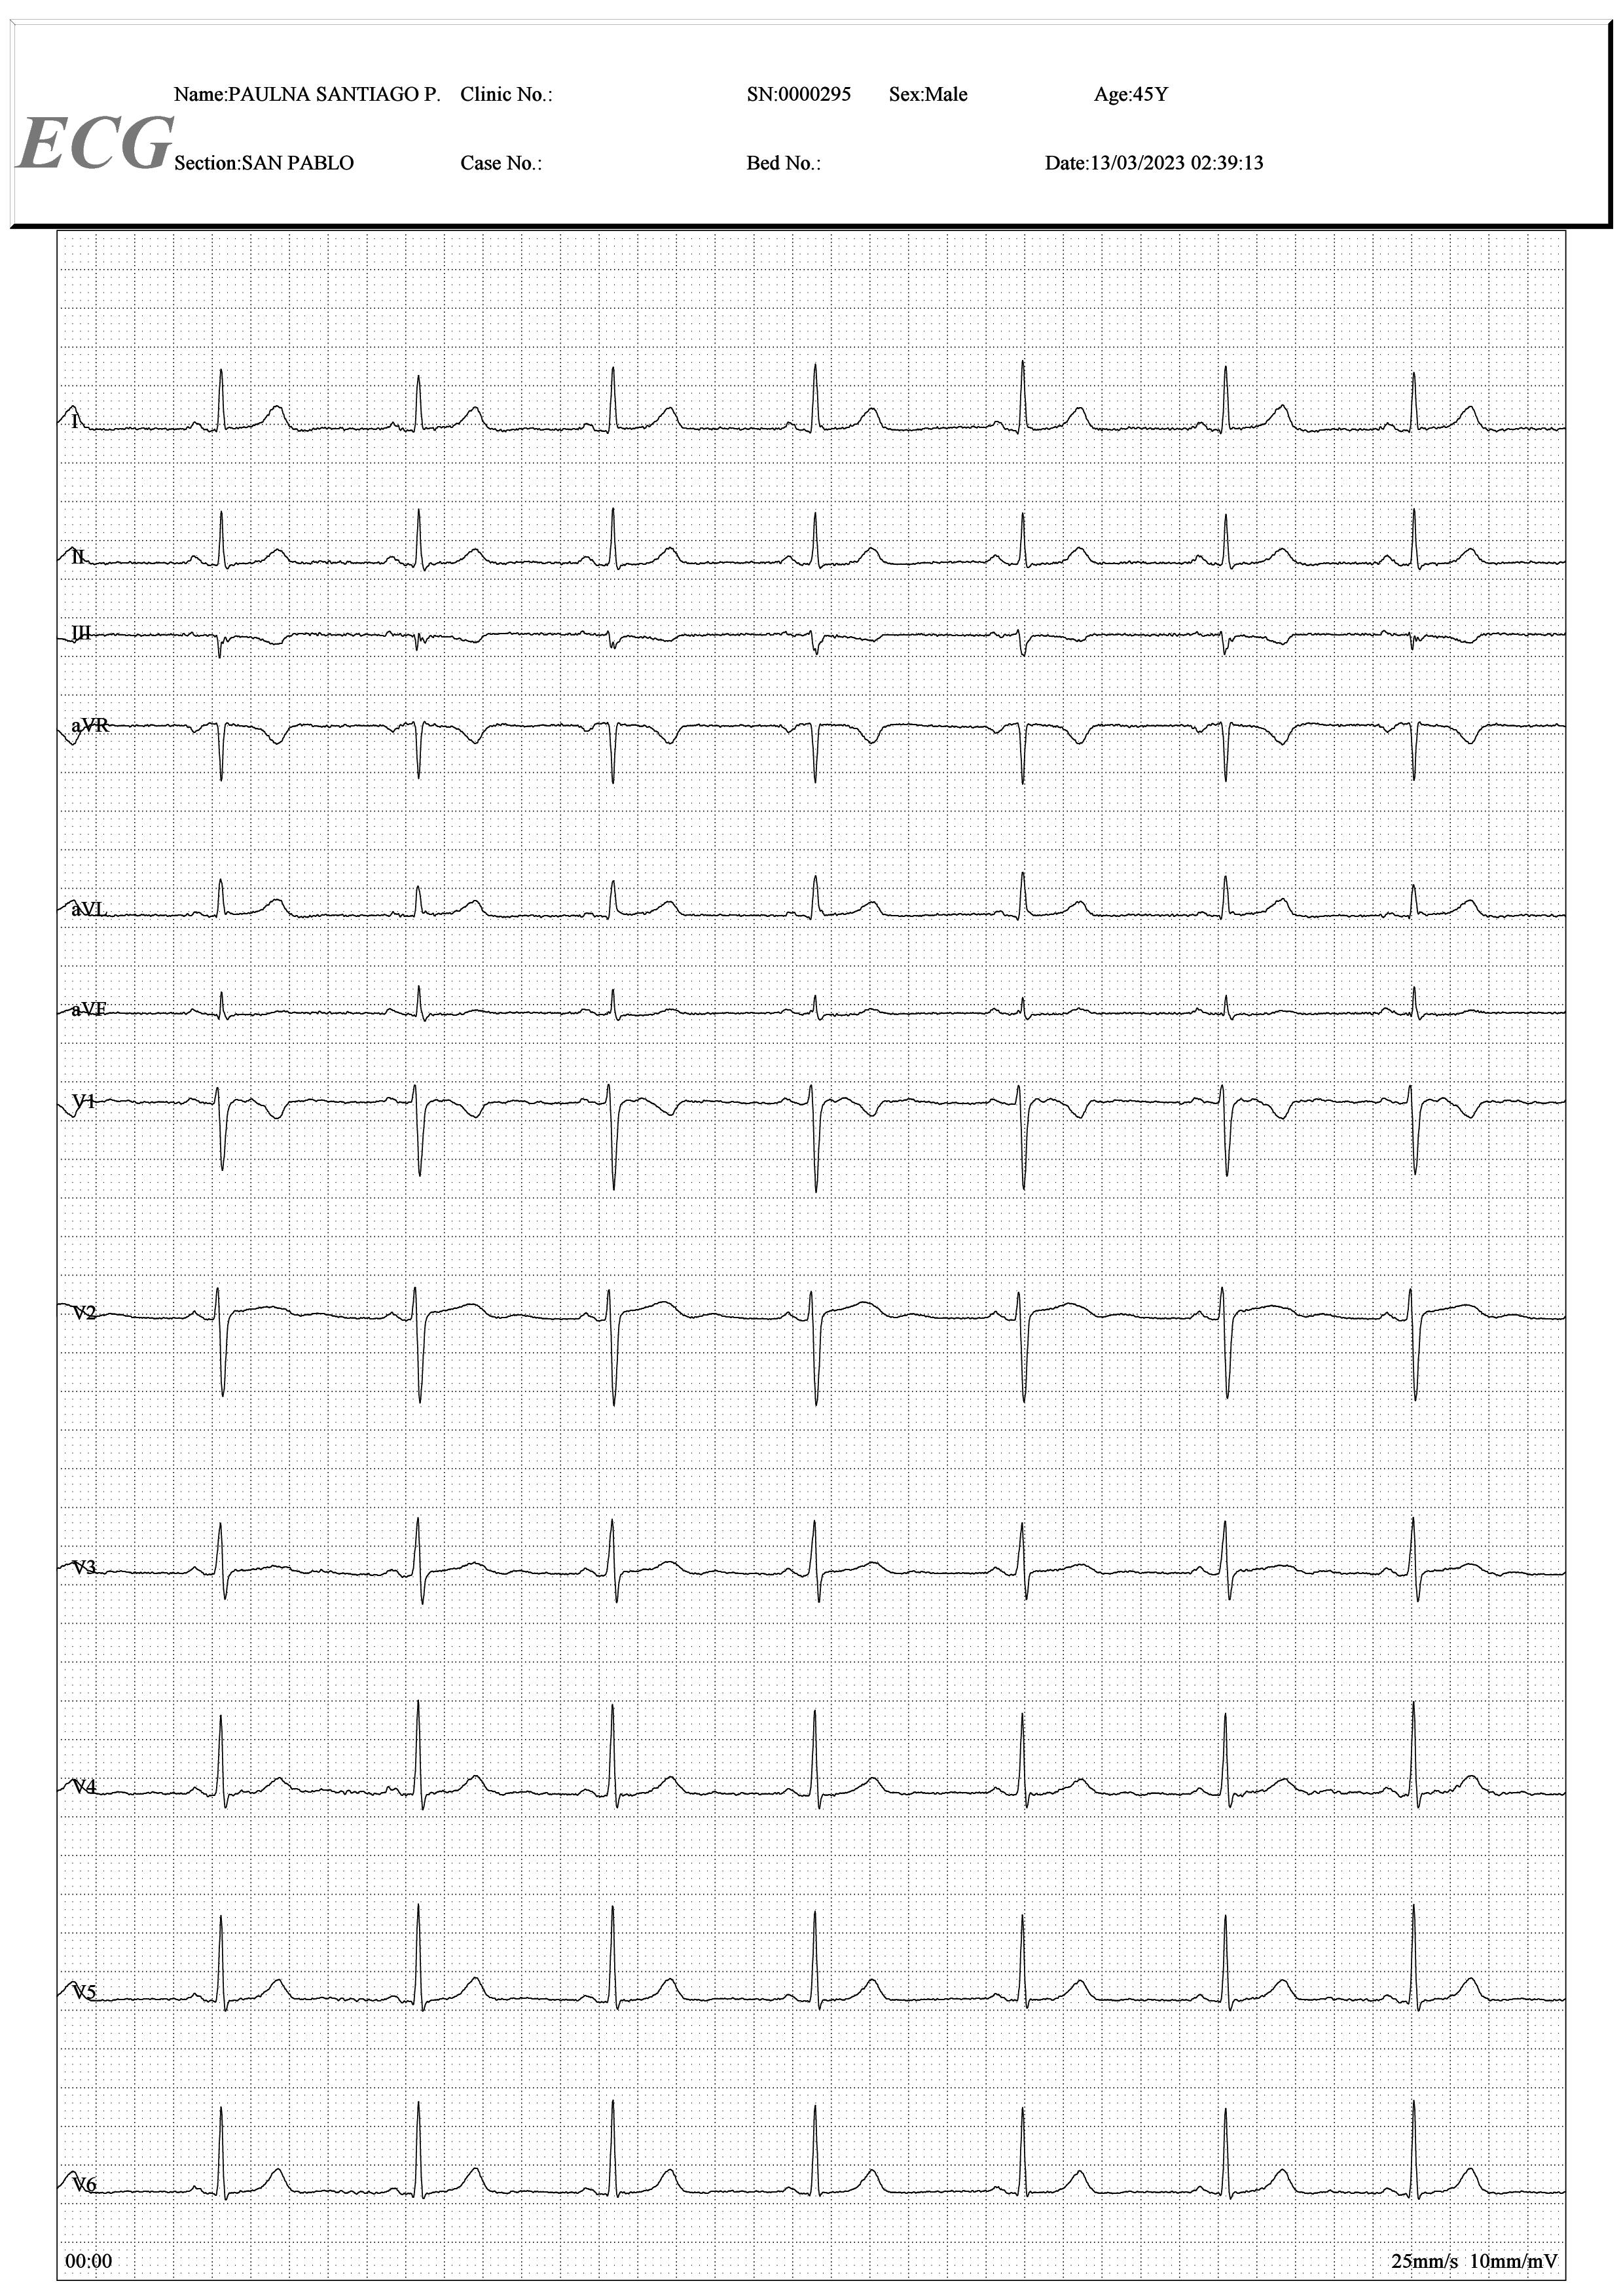 Name:PAULNA SANTIAGO P. Clinic No.: SN:0000295 Sex:Male Age:45Y
ECG
Section:SAN PABLO Case No.: Bed No.: Date:13/03/2023 02:39:13
I
II
III
aVR
aVL
aVF
V1
V2
V3
V4
V5
V6
00:00 25mm/s 10mm/mV